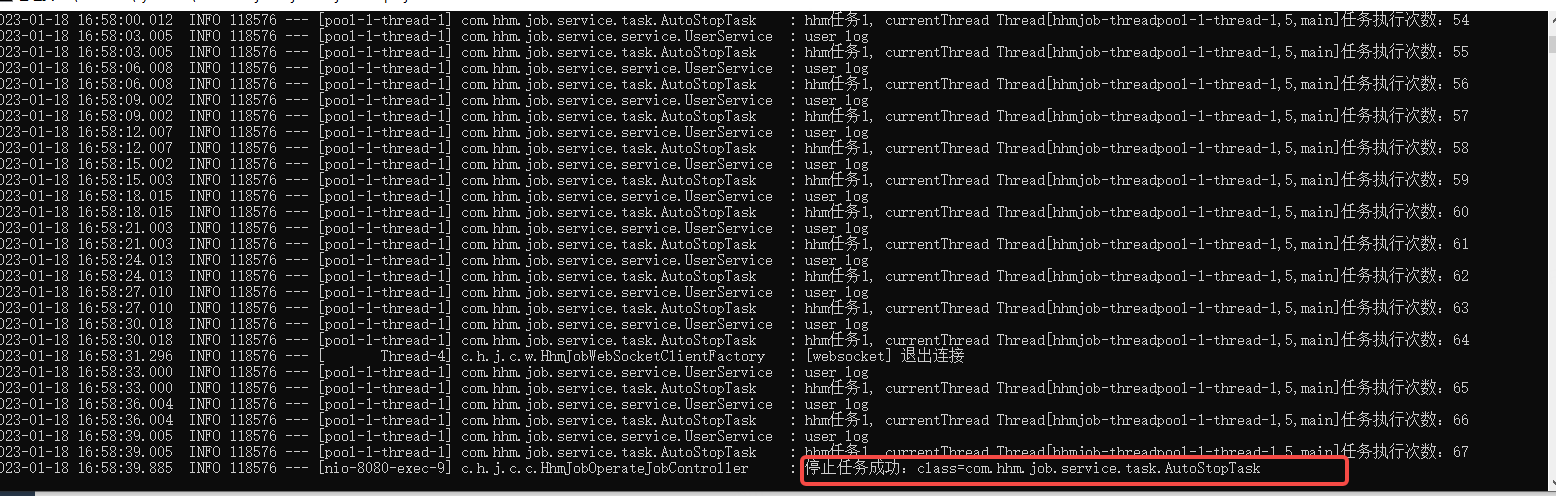 023-01-18 16:58:00.012 INFO 118576 --- [pool-1-thread-1] com.hhm.job.service.task.AutoStopTask : hhm任务1, currentThread Thread[hhmjob-threadpool-1-thread-1,5,main]任务执行次数：54
023-01-18 16:58:03.005 INFO 118576 --- [pool-1-thread-1] com.hhm.job.service.service.UserService : user log
023-01-18 16:58:03.005 INFO 118576 --- [pool-1-thread-1] com.hhm.job.service.task.AutoStopTask : hhm任务1, currentThread Thread[hhmjob-threadpool-1-thread-1,5,main]任务执行次数：55
023-01-18 16:58:06.008 INFO 118576 --- [pool-1-thread-1] com.hhm.job.service.service.UserService : user log
023-01-18 16:58:06.008 INFO 118576 --- [pool-1-thread-1] com.hhm.job.service.task.AutoStopTask : hhm任务1, currentThread Thread[hhmjob-threadpool-1-thread-1,5,main]任务执行次数：56
023-01-18 16:58:09.002 INFO 118576 --- [pool-1-thread-1] com.hhm.job.service.service.UserService : user log
023-01-18 16:58:09.002 INFO 118576 --- [pool-1-thread-1] com.hhm.job.service.task.AutoStopTask : hhm任务1, currentThread Thread[hhmjob-threadpool-1-thread-1,5,main]任务执行次数：57
023-01-18 16:58:12.007 INFO 118576 --- [pool-1-thread-1] com.hhm.job.service.service.UserService : user log
023-01-18 16:58:12.007 INFO 118576 --- [pool-1-thread-1] com.hhm.job.service.task.AutoStopTask : hhm任务1, currentThread Thread[hhmjob-threadpool-1-thread-1,5,main]任务执行次数：58
023-01-18 16:58:15.002 INFO 118576 --- [pool-1-thread-1] com.hhm.job.service.service.UserService : user log
023-01-18 16:58:15.003 INFO 118576 --- [pool-1-thread-1] com.hhm.job.service.task.AutoStopTask : hhm任务1, currentThread Thread[hhmjob-threadpool-1-thread-1,5,main]任务执行次数：59
023-01-18 16:58:18.015 INFO 118576 --- [pool-1-thread-1] com.hhm.job.service.service.UserService : user log
023-01-18 16:58:18.015 INFO 118576 --- [pool-1-thread-1] com.hhm.job.service.task.AutoStopTask : hhm任务1, currentThread Thread[hhmjob-threadpool-1-thread-1,5,main]任务执行次数：60
023-01-18 16:58:21.003 INFO 118576 --- [pool-1-thread-1] com.hhm.job.service.service.UserService : user log
023-01-18 16:58:21.003 INFO 118576 --- [pool-1-thread-1] com.hhm.job.service.task.AutoStopTask : hhm任务1, currentThread Thread[hhmjob-threadpool-1-thread-1,5,main]任务执行次数：61
023-01-18 16:58:24.013 INFO 118576 --- [pool-1-thread-1] com.hhm.job.service.service.UserService : user log
023-01-18 16:58:24.013 INFO 118576 --- [pool-1-thread-1] com.hhm.job.service.task.AutoStopTask : hhm任务1, currentThread Thread[hhmjob-threadpool-1-thread-1,5,main]任务执行次数：62
023-01-18 16:58:27.010 INFO 118576 --- [pool-1-thread-1] com.hhm.job.service.service.UserService : user log
023-01-18 16:58:27.010 INFO 118576 --- [pool-1-thread-1] com.hhm.job.service.task.AutoStopTask : hhm任务1, currentThread Thread[hhmjob-threadpool-1-thread-1,5,main]任务执行次数：63
023-01-18 16:58:30.018 INFO 118576 --- [pool-1-thread-1] com.hhm.job.service.service.UserService : user log
023-01-18 16:58:30.018 INFO 118576 --- [pool-1-thread-1] com.hhm.job.service.task.AutoStopTask : hhm任务1, currentThread Thread[hhmjob-threadpool-1-thread-1,5,main]任务执行次数：64
023-01-18 16:58:31.296 INFO 118576 --- [ Thread-4] c.h.j.c.w.HhmJobWebSocketClientFactory : [websocket] 退出连接
023-01-18 16:58:33.000 INFO 118576 --- [pool-1-thread-1] com.hhm.job.service.service.UserService : user log
023-01-18 16:58:33.000 INFO 118576 --- [pool-1-thread-1] com.hhm.job.service.task.AutoStopTask : hhm任务1, currentThread Thread[hhmjob-threadpool-1-thread-1,5,main]任务执行次数：65
023-01-18 16:58:36.004 INFO 118576 --- [pool-1-thread-1] com.hhm.job.service.service.UserService : user log
023-01-18 16:58:36.004 INFO 118576 --- [pool-1-thread-1] com.hhm.job.service.task.AutoStopTask : hhm任务1, currentThread Thread[hhmjob-threadpool-1-thread-1,5,main]任务执行次数：66
023-01-18 16:58:39.005 INFO 118576 --- [pool-1-thread-1] com.hhm.job.service.service.UserService : user log
023-01-18 16:58:39.005 INFO 118576 --- [pool-1-thread-1] com.hhm.job.service.task.AutoStopTask : hhm任务1, currentThread Thread[hhmjob-threadpool-1-thread-1,5,main]任务执行次数：67
023-01-18 16:58:39.885 INFO 118576 --- [nio-8080-exec-9] c.h.j.c.c.HhmJobOperateJobController : 停止任务成功：class=com.hhm.job.service.task.AutoStopTask